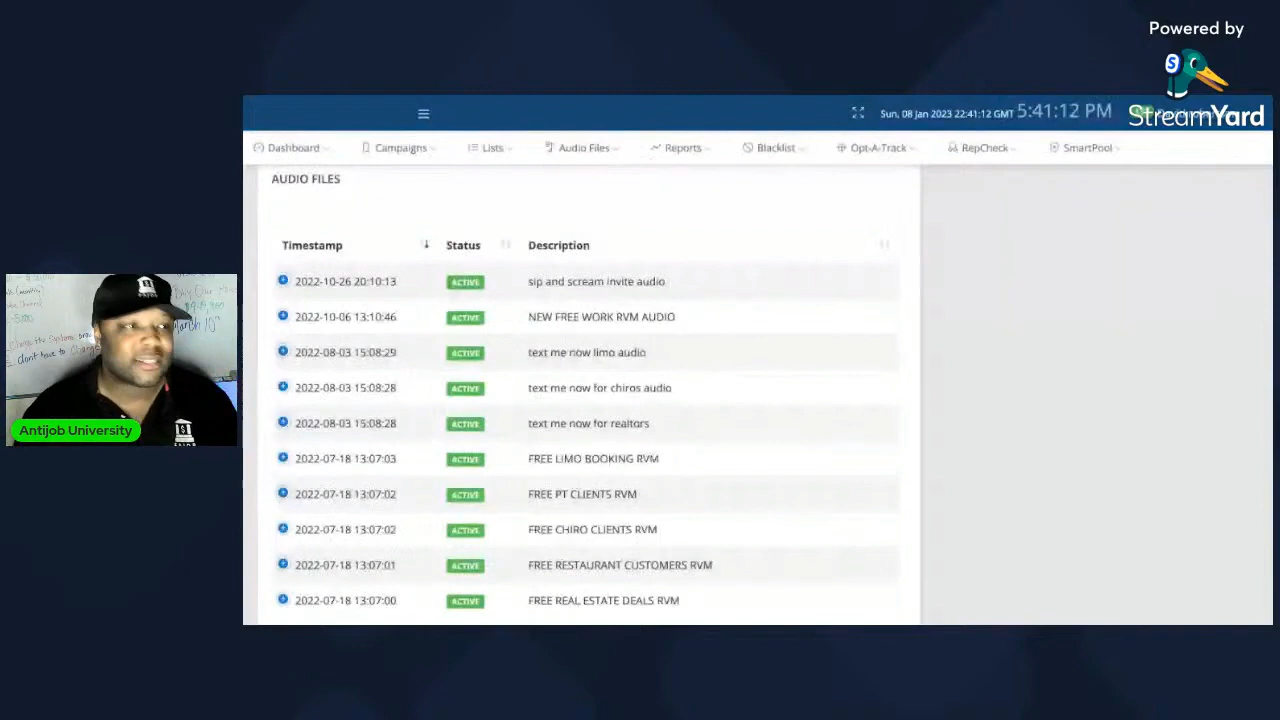 Powered by
StreamYard
Sun, 08 Jan 2023 22:41:12 GMT 5:41:12 PM
Dashboard
Campaigns
Lists
Audio Files
Reports
Blacklist
Opt-A-Track
RepCheck
SmartPool
AUDIO FILES
Timestamp Status Description
2022-10-26 20:10:13 ACTIVE sip and scream invite audio
2022-10-06 13:10:46 ACTIVE NEW FREE WORK RVM AUDIO
2022-08-03 15:08:29 ACTIVE text me now limo audio
2022-08-03 15:08:28 ACTIVE text me now for chiros audio
2022-08-03 15:08:28 ACTIVE text me now for realtors
2022-07-18 13:07:03 ACTIVE FREE LIMO BOOKING RVM
2022-07-18 13:07:02 ACTIVE FREE PT CLIENTS RVM
2022-07-18 13:07:02 ACTIVE FREE CHIRO CLIENTS RVM
2022-07-18 13:07:01 ACTIVE FREE RESTAURANT CUSTOMERS RVM
2022-07-18 13:07:00 ACTIVE FREE REAL ESTATE DEALS RVM
March 10th
dont have to
Antijob University